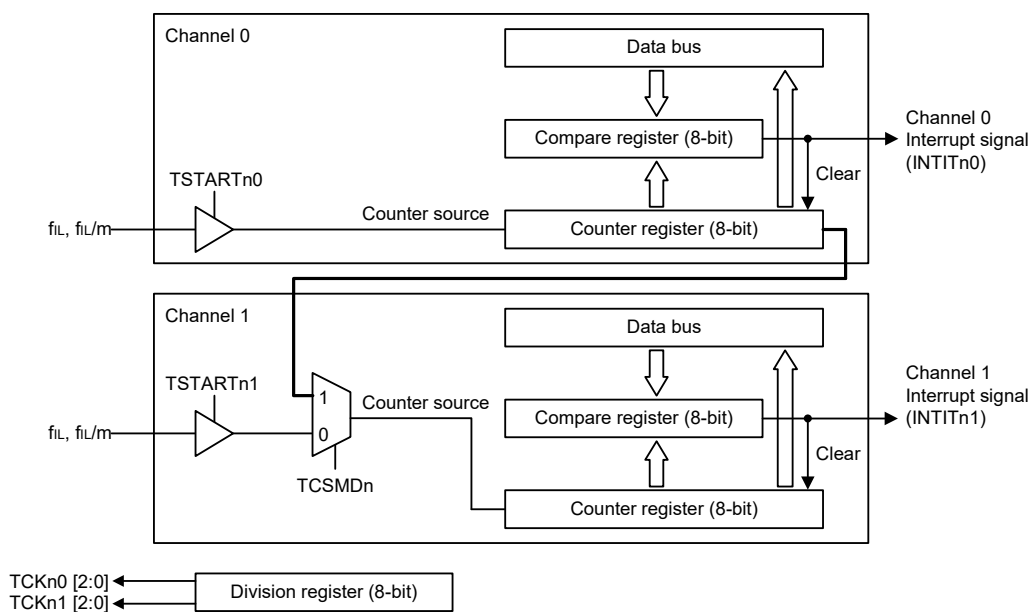 Channel 0
Data bus
Compare register (8-bit)
Channel 0
Interrupt signal
(INTITn0)
Clear
TSTARTn0
Counter source
fIL, fIL/m
Counter register (8-bit)
Channel 1
Data bus
TSTARTn1
Channel 1
Interrupt signal
(INTITn1)
1
Counter source
Compare register (8-bit)
fIL, fIL/m
0
Clear
TCSMDn
Counter register (8-bit)
TCKn0 [2:0]
TCKn1 [2:0]
Division register (8-bit)